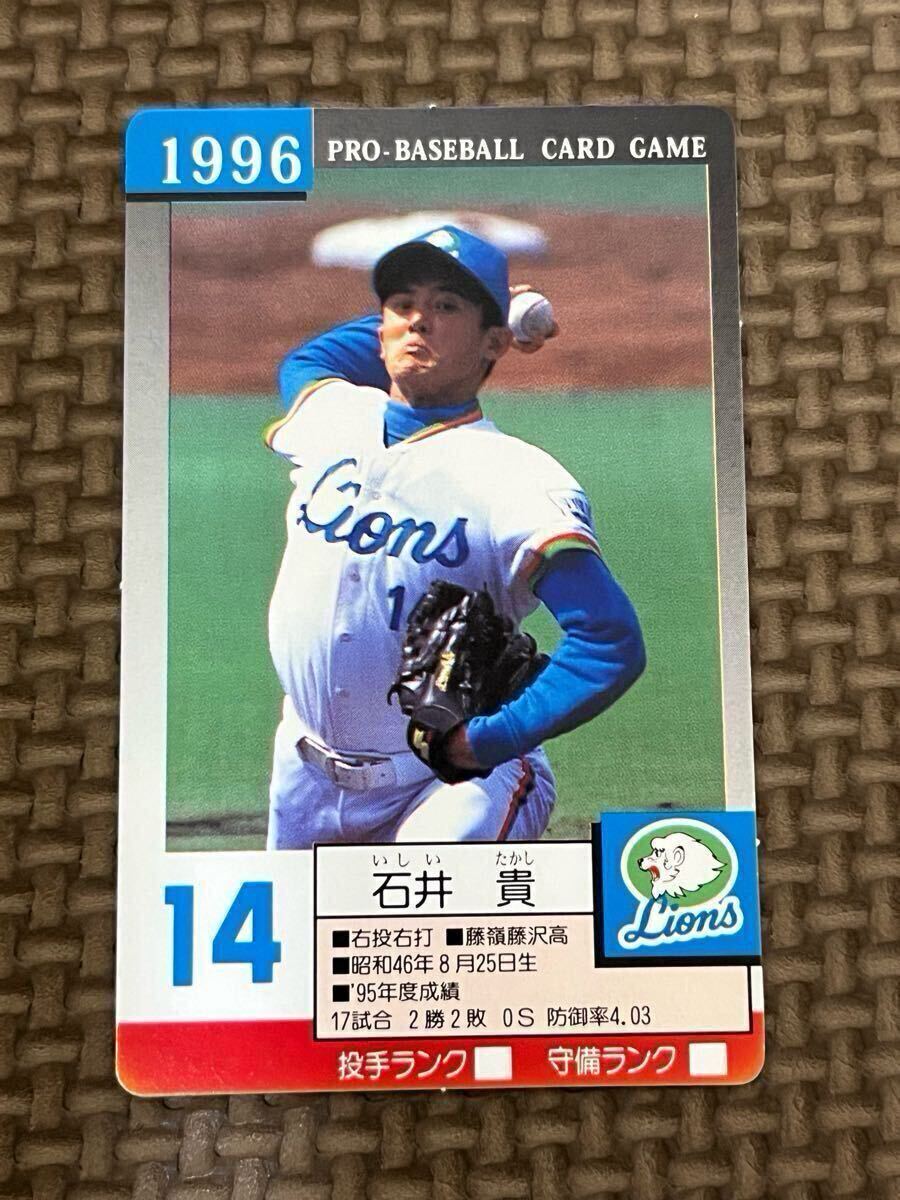 1996
PRO-BASEBALL CARD GAME
Lions
1
14
いしい たかし
石井 貴
Lions
■右投右打 ■藤嶺藤沢高
■昭和46年8月25日生
■'95年度成績
17試合 2勝2敗 0S 防御率4.03
投手ランク 守備ランク